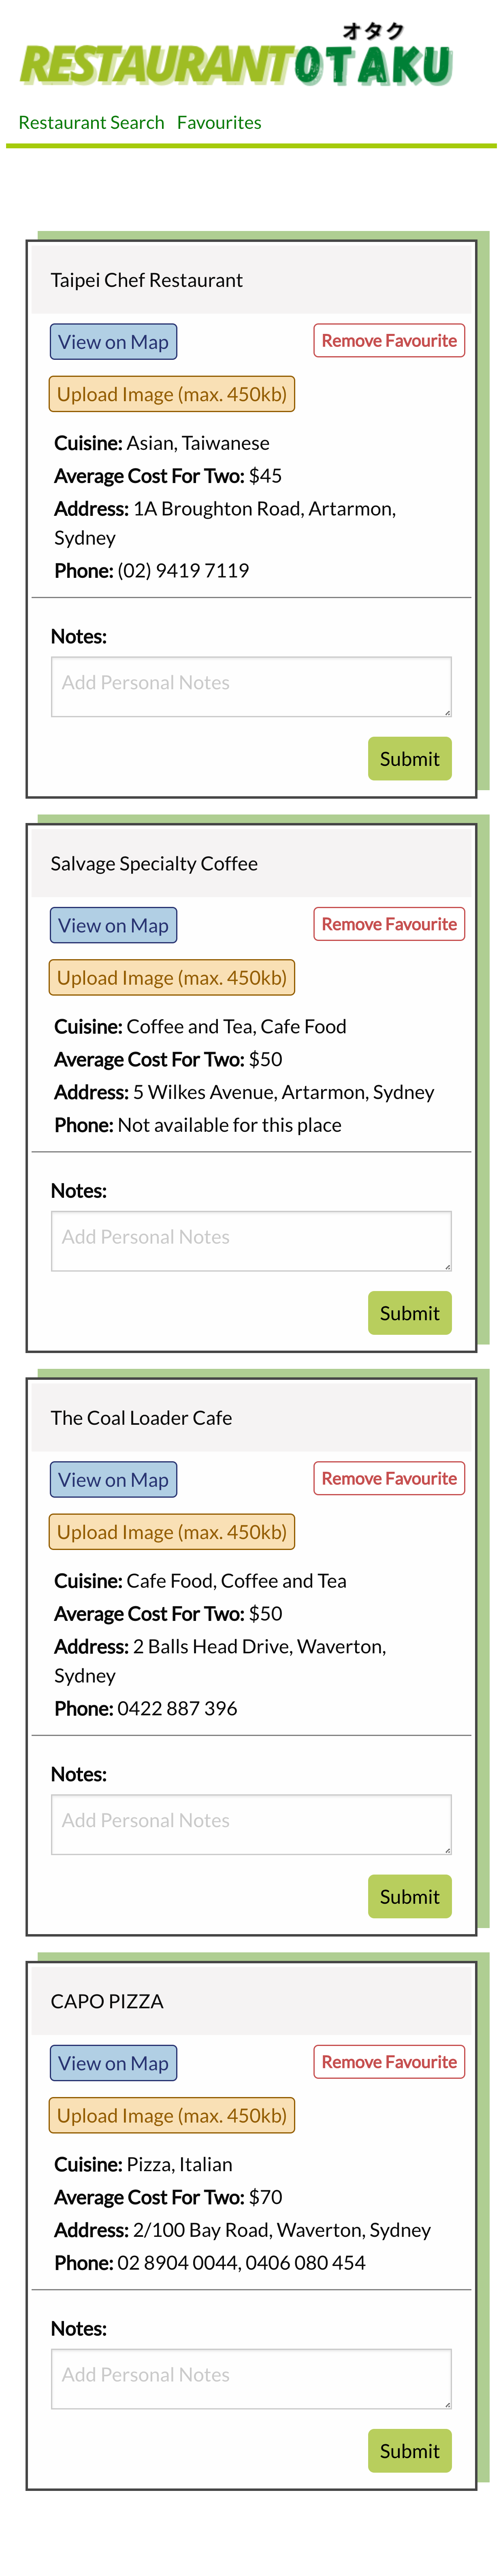 オタク
RESTAURANTOTAKU
Restaurant Search Favourites
Taipei Chef Restaurant
View on Map Remove Favourite
Upload Image (max. 450kb)
Cuisine: Asian, Taiwanese
Average Cost For Two: $45
Address: 1A Broughton Road, Artarmon,
Sydney
Phone: (02) 9419 7119
Notes:
Add Personal Notes
Submit
Salvage Specialty Coffee
View on Map Remove Favourite
Upload Image (max. 450kb)
Cuisine: Coffee and Tea, Cafe Food
Average Cost For Two: $50
Address: 5 Wilkes Avenue, Artarmon, Sydney
Phone: Not available for this place
Notes:
Add Personal Notes
Submit
The Coal Loader Cafe
View on Map Remove Favourite
Upload Image (max. 450kb)
Cuisine: Cafe Food, Coffee and Tea
Average Cost For Two: $50
Address: 2 Balls Head Drive, Waverton,
Sydney
Phone: 0422 887 396
Notes:
Add Personal Notes
Submit
CAPO PIZZA
View on Map Remove Favourite
Upload Image (max. 450kb)
Cuisine: Pizza, Italian
Average Cost For Two: $70
Address: 2/100 Bay Road, Waverton, Sydney
Phone: 02 8904 0044, 0406 080 454
Notes:
Add Personal Notes
Submit